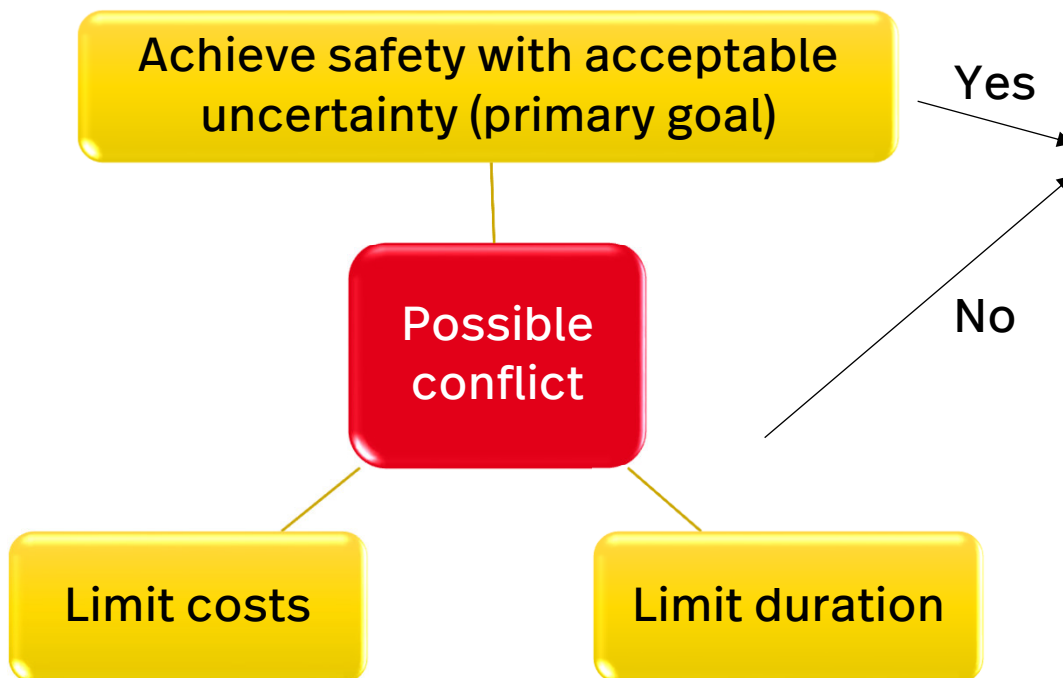 Achieve safety with acceptable
uncertainty (primary goal)
Yes
Possible
conflict
No
Limit costs
Limit duration